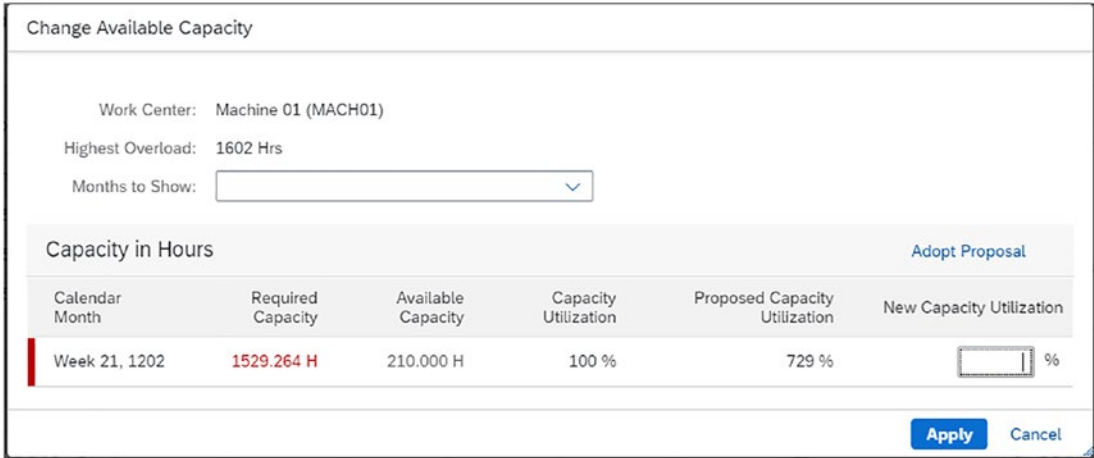 Change Available Capacity
Work Center: Machine 01 (MACH01)
Highest Overload: 1602 Hrs
Months to Show:
Capacity in Hours Adopt Proposal
Calendar Month Required Capacity Available Capacity Capacity Utilization Proposed Capacity Utilization New Capacity Utilization
Week 21, 1202 1529.264 H 210.000 H 100 % 729 % %
Apply Cancel